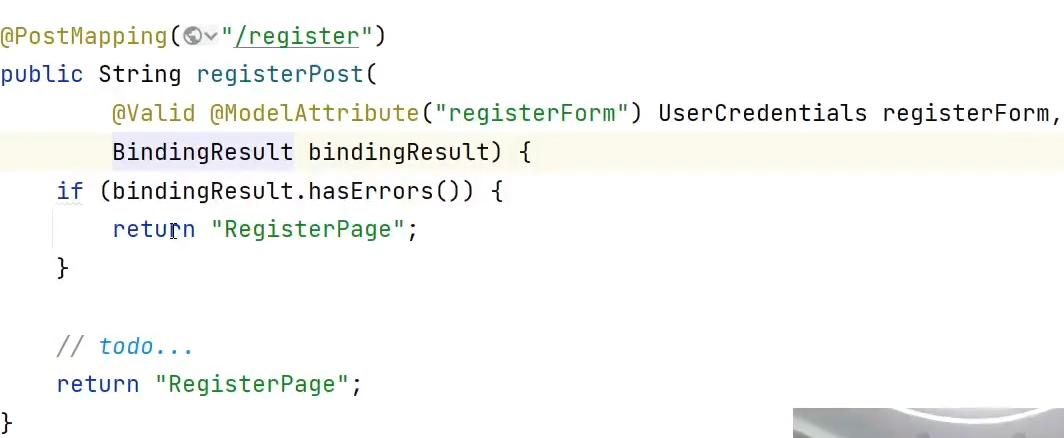 @PostMapping("/register")
public String registerPost(
        @Valid @ModelAttribute("registerForm") UserCredentials registerForm,
        BindingResult bindingResult) {
    if (bindingResult.hasErrors()) {
        return "RegisterPage";
    }

    // todo...
    return "RegisterPage";
}